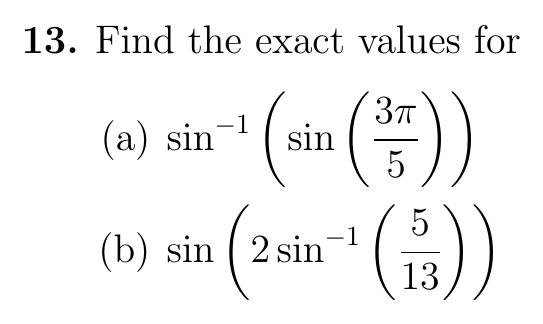 13. Find the exact values for
(a) sin⁻¹(sin(3π/5))
(b) sin(2 sin⁻¹(5/13))